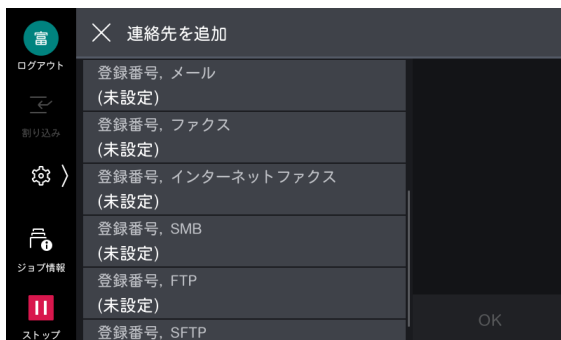 富
ログアウト
割り込み
ジョブ情報
ストップ
連絡先を追加
登録番号, メール
(未設定)
登録番号, ファクス
(未設定)
登録番号, インターネットファクス
(未設定)
登録番号, SMB
(未設定)
登録番号, FTP
(未設定)
登録番号, SFTP
OK